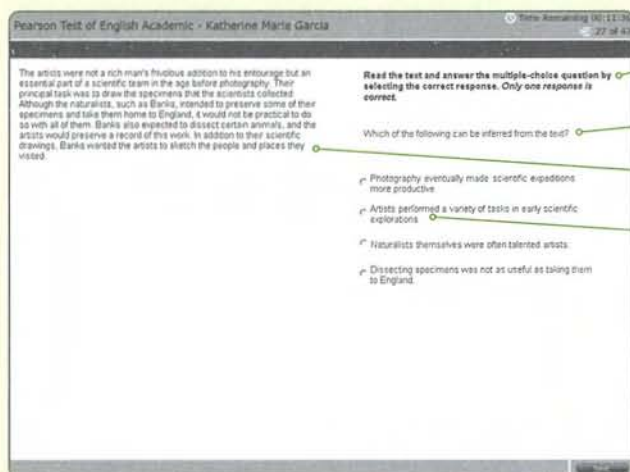 Pearson Test of English Academic - Katherine Marie Garcia
Time Remaining 00:11:36
27 of 43
The artists were not a rich man's frivolous addition to his entourage but an
essential part of a scientific team in the age before photography. Their
principal task was to draw the specimens that the scientists collected.
Although the naturalists, such as Banks, intended to preserve some of their
specimens and take them home to England, it would not be practical to do
so with all of them. Banks also expected to dissect certain animals, and the
artists would preserve a record of this work. In addition to their scientific
drawings, Banks wanted the artists to sketch the people and places they
visited.
Read the text and answer the multiple-choice question by
selecting the correct response. Only one response is
correct.
Which of the following can be inferred from the text?
Photography eventually made scientific expeditions
more productive
Artists performed a variety of tasks in early scientific
explorations
Naturalists themselves were often talented artists.
Dissecting specimens was not as useful as taking them
to England.